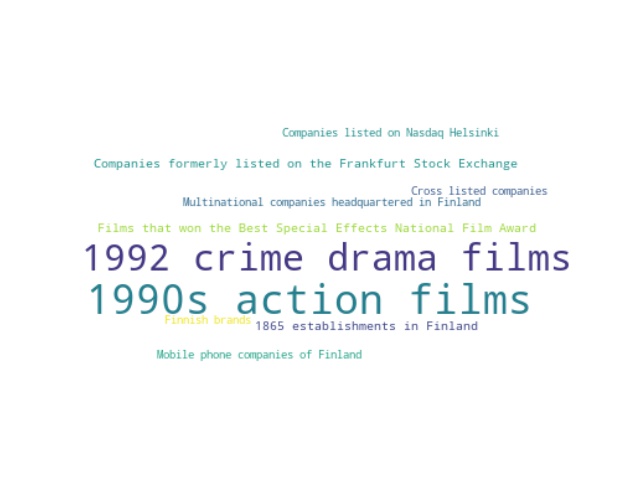 Companies listed on Nasdaq Helsinki
Companies formerly listed on the Frankfurt Stock Exchange
Cross listed companies
Multinational companies headquartered in Finland
Films that won the Best Special Effects National Film Award
1992 crime drama films
1990s action films
Finnish brands
1865 establishments in Finland
Mobile phone companies of Finland